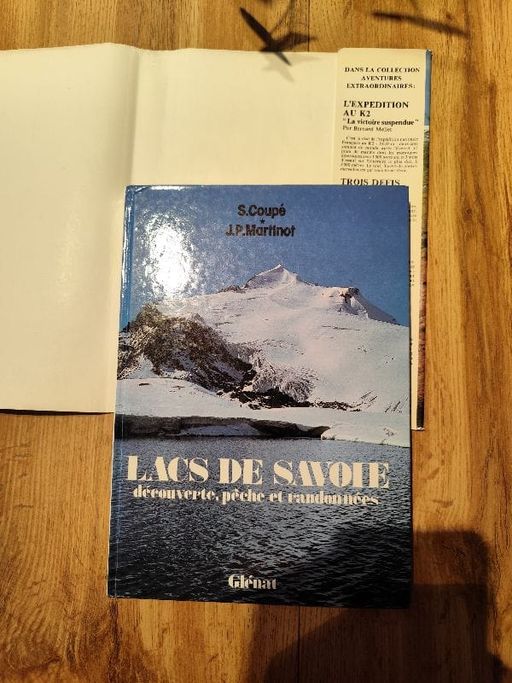 DANS LA COLLECTION
AVENTURES
EXTRAORDINAIRES :
L'EXPEDITION
AU K2
"La victoire suspendue"
Par Bernard Mellet
TROIS DEFIS
S.Coupé
★
J.P.Martinot
LACS DE SAVOIE
découverte, pêche et randonnées
Glénat